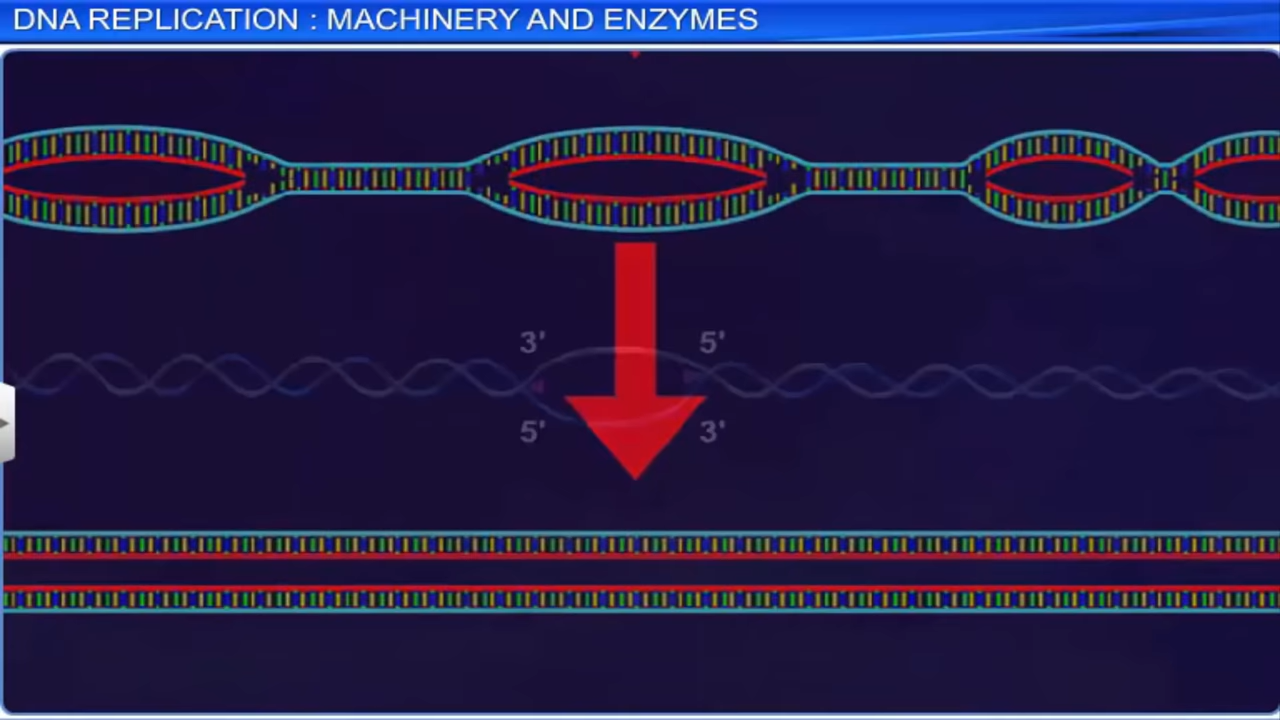 DNA REPLICATION : MACHINERY AND ENZYMES
3' 5'
5' 3'